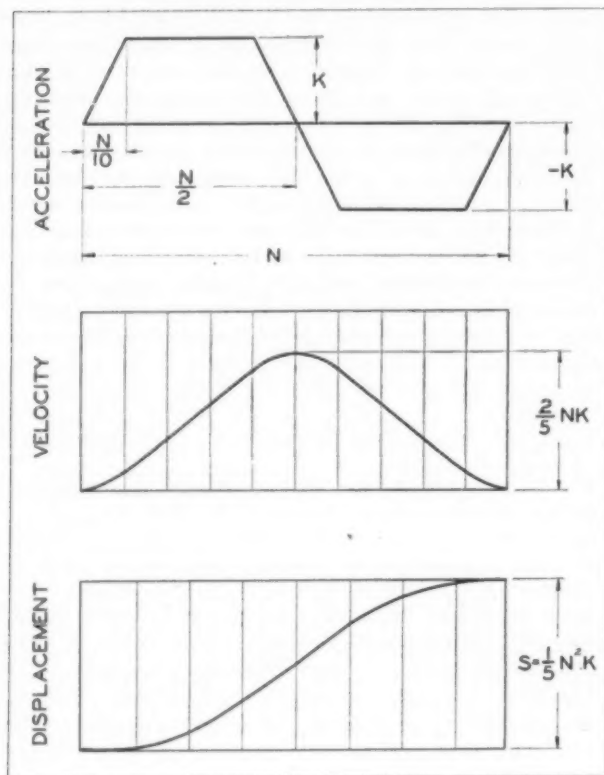 ACCELERATION
K
N/10
N/2
-K
N
VELOCITY
2/5 NK
DISPLACEMENT
S=1/5 N².K